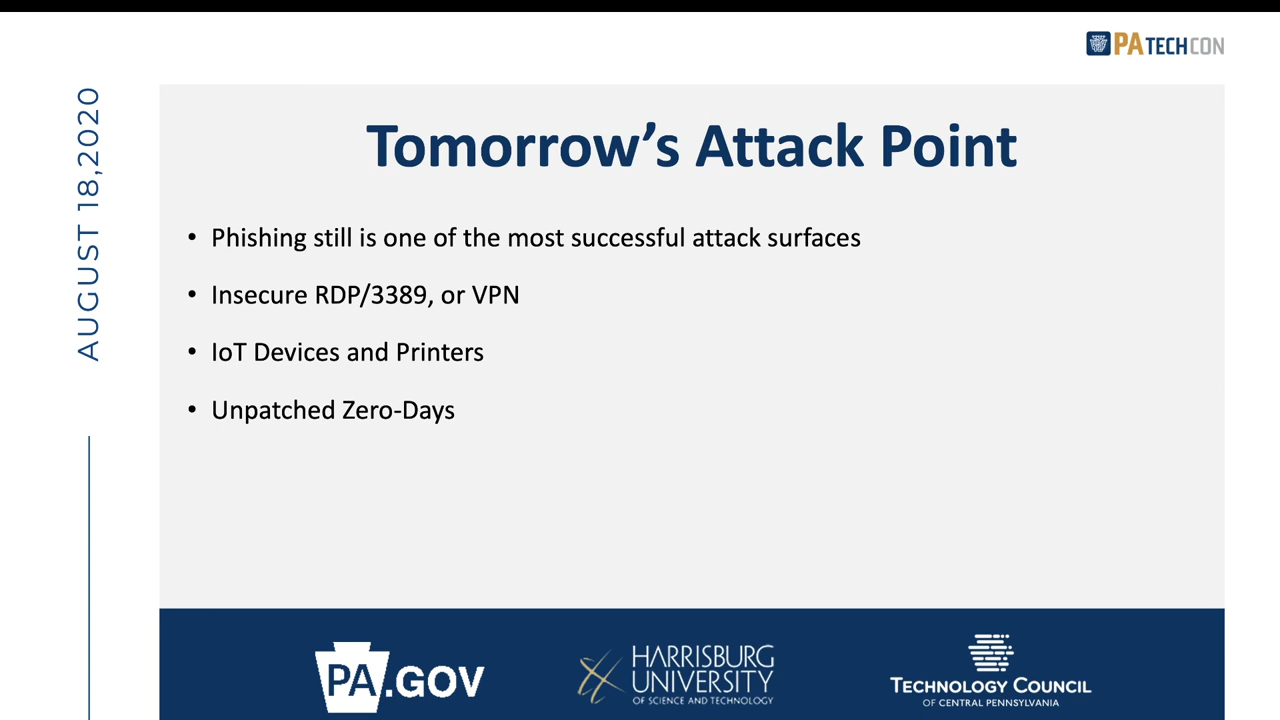 PATECHCON
AUGUST 18,2020
Tomorrow’s Attack Point
• Phishing still is one of the most successful attack surfaces
• Insecure RDP/3389, or VPN
• IoT Devices and Printers
• Unpatched Zero-Days
PA.GOV
HARRISBURG
UNIVERSITY
OF SCIENCE AND TECHNOLOGY
TECHNOLOGY COUNCIL
OF CENTRAL PENNSYLVANIA